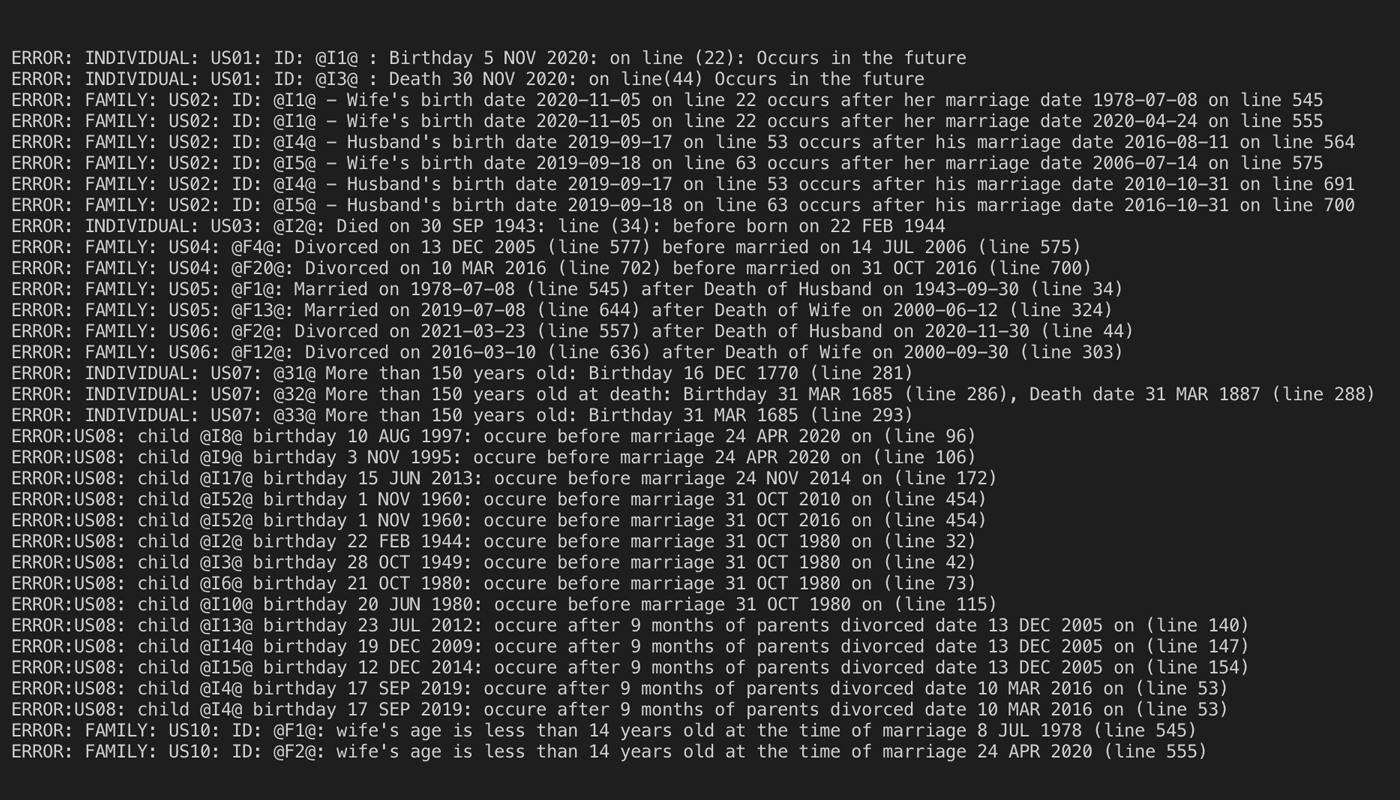 ERROR: INDIVIDUAL: US01: ID: @I1@ : Birthday 5 NOV 2020: on line (22): Occurs in the future
ERROR: INDIVIDUAL: US01: ID: @I3@ : Death 30 NOV 2020: on line(44) Occurs in the future
ERROR: FAMILY: US02: ID: @I1@ – Wife's birth date 2020–11–05 on line 22 occurs after her marriage date 1978–07–08 on line 545
ERROR: FAMILY: US02: ID: @I1@ – Wife's birth date 2020–11–05 on line 22 occurs after her marriage date 2020–04–24 on line 555
ERROR: FAMILY: US02: ID: @I4@ – Husband's birth date 2019–09–17 on line 53 occurs after his marriage date 2016–08–11 on line 564
ERROR: FAMILY: US02: ID: @I5@ – Wife's birth date 2019–09–18 on line 63 occurs after her marriage date 2006–07–14 on line 575
ERROR: FAMILY: US02: ID: @I4@ – Husband's birth date 2019–09–17 on line 53 occurs after his marriage date 2010–10–31 on line 691
ERROR: FAMILY: US02: ID: @I5@ – Husband's birth date 2019–09–18 on line 63 occurs after his marriage date 2016–10–31 on line 700
ERROR: INDIVIDUAL: US03: ID: @I2@: Died on 30 SEP 1943: line (34): before born on 22 FEB 1944
ERROR: FAMILY: US04: @F4@: Divorced on 13 DEC 2005 (line 577) before married on 14 JUL 2006 (line 575)
ERROR: FAMILY: US04: @F20@: Divorced on 10 MAR 2016 (line 702) before married on 31 OCT 2016 (line 700)
ERROR: FAMILY: US05: @F1@: Married on 1978–07–08 (line 545) after Death of Husband on 1943–09–30 (line 34)
ERROR: FAMILY: US05: @F13@: Married on 2019–07–08 (line 644) after Death of Wife on 2000–06–12 (line 324)
ERROR: FAMILY: US06: @F2@: Divorced on 2021–03–23 (line 557) after Death of Husband on 2020–11–30 (line 44)
ERROR: FAMILY: US06: @F12@: Divorced on 2016–03–10 (line 636) after Death of Wife on 2000–09–30 (line 303)
ERROR: INDIVIDUAL: US07: @31@ More than 150 years old: Birthday 16 DEC 1770 (line 281)
ERROR: INDIVIDUAL: US07: @32@ More than 150 years old at death: Birthday 31 MAR 1685 (line 286), Death date 31 MAR 1887 (line 288)
ERROR: INDIVIDUAL: US07: @33@ More than 150 years old: Birthday 31 MAR 1685 (line 293)
ERROR:US08: child @I8@ birthday 10 AUG 1997: occure before marriage 24 APR 2020 on (line 96)
ERROR:US08: child @I9@ birthday 3 NOV 1995: occure before marriage 24 APR 2020 on (line 106)
ERROR:US08: child @I17@ birthday 15 JUN 2013: occure before marriage 24 NOV 2014 on (line 172)
ERROR:US08: child @I52@ birthday 1 NOV 1960: occure before marriage 31 OCT 2010 on (line 454)
ERROR:US08: child @I52@ birthday 1 NOV 1960: occure before marriage 31 OCT 2016 on (line 454)
ERROR:US08: child @I2@ birthday 22 FEB 1944: occure before marriage 31 OCT 1980 on (line 32)
ERROR:US08: child @I3@ birthday 28 OCT 1949: occure before marriage 31 OCT 1980 on (line 42)
ERROR:US08: child @I6@ birthday 21 OCT 1980: occure before marriage 31 OCT 1980 on (line 73)
ERROR:US08: child @I10@ birthday 20 JUN 1980: occure before marriage 31 OCT 1980 on (line 115)
ERROR:US08: child @I13@ birthday 23 JUL 2012: occure after 9 months of parents divorced date 13 DEC 2005 on (line 140)
ERROR:US08: child @I14@ birthday 19 DEC 2009: occure after 9 months of parents divorced date 13 DEC 2005 on (line 147)
ERROR:US08: child @I15@ birthday 12 DEC 2014: occure after 9 months of parents divorced date 13 DEC 2005 on (line 154)
ERROR:US08: child @I4@ birthday 17 SEP 2019: occure after 9 months of parents divorced date 10 MAR 2016 on (line 53)
ERROR:US08: child @I4@ birthday 17 SEP 2019: occure after 9 months of parents divorced date 10 MAR 2016 on (line 53)
ERROR: FAMILY: US10: ID: @F1@: wife's age is less than 14 years old at the time of marriage 8 JUL 1978 (line 545)
ERROR: FAMILY: US10: ID: @F2@: wife's age is less than 14 years old at the time of marriage 24 APR 2020 (line 555)